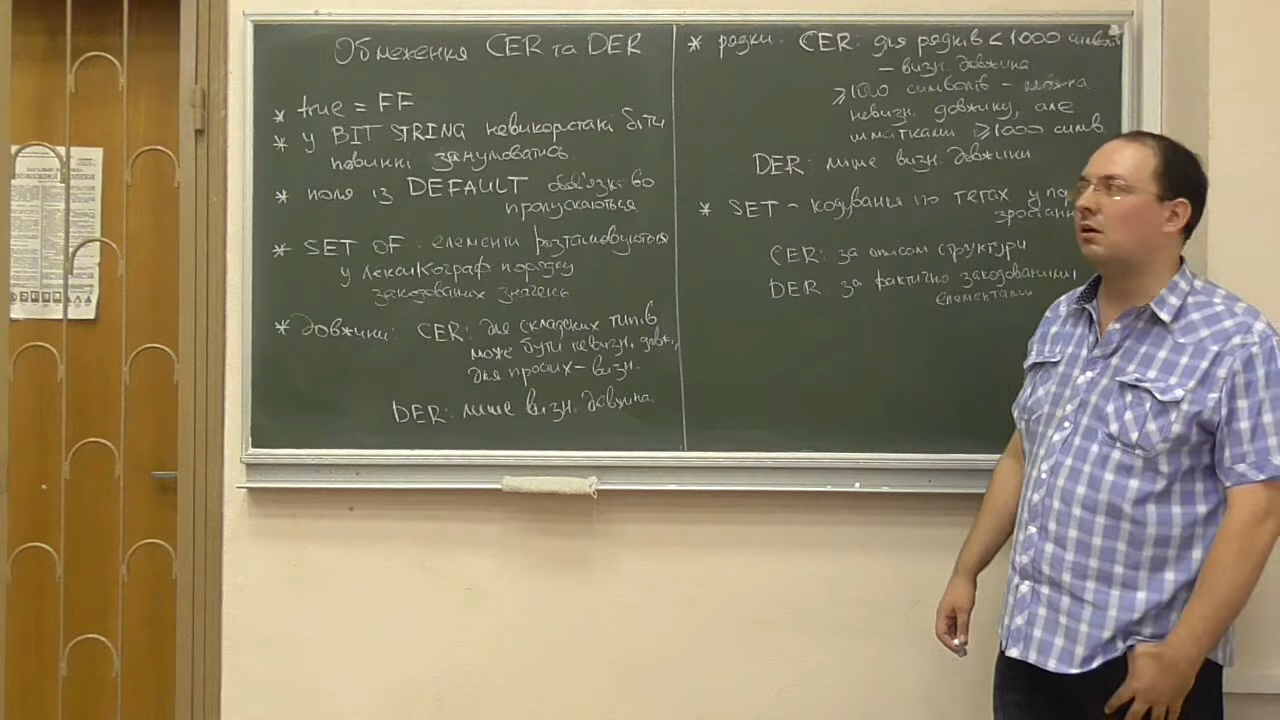 Обмеження CER та DER
* true = FF
* у BIT STRING невикористані біти
повинні занулюватись
* поля із DEFAULT обов'язково
пропускаються
* SET OF: елементи розташовуються
у лексикограф порядку
закодованих значень
* довжини: CER: для складених типів
може бути невизн. довж.,
для простих – визн.
DER: лише визн. довжина.
* рядки: CER: для рядків < 1000 символів
– визн. довжина
⩾1000 символів – можна
невизн. довжину, але
шматками ⩾1000 симв.
DER: лише визн. довжини
* SET – кодування по тегах у
CER: за описом структури
DER: за фактично закодованими
елементами